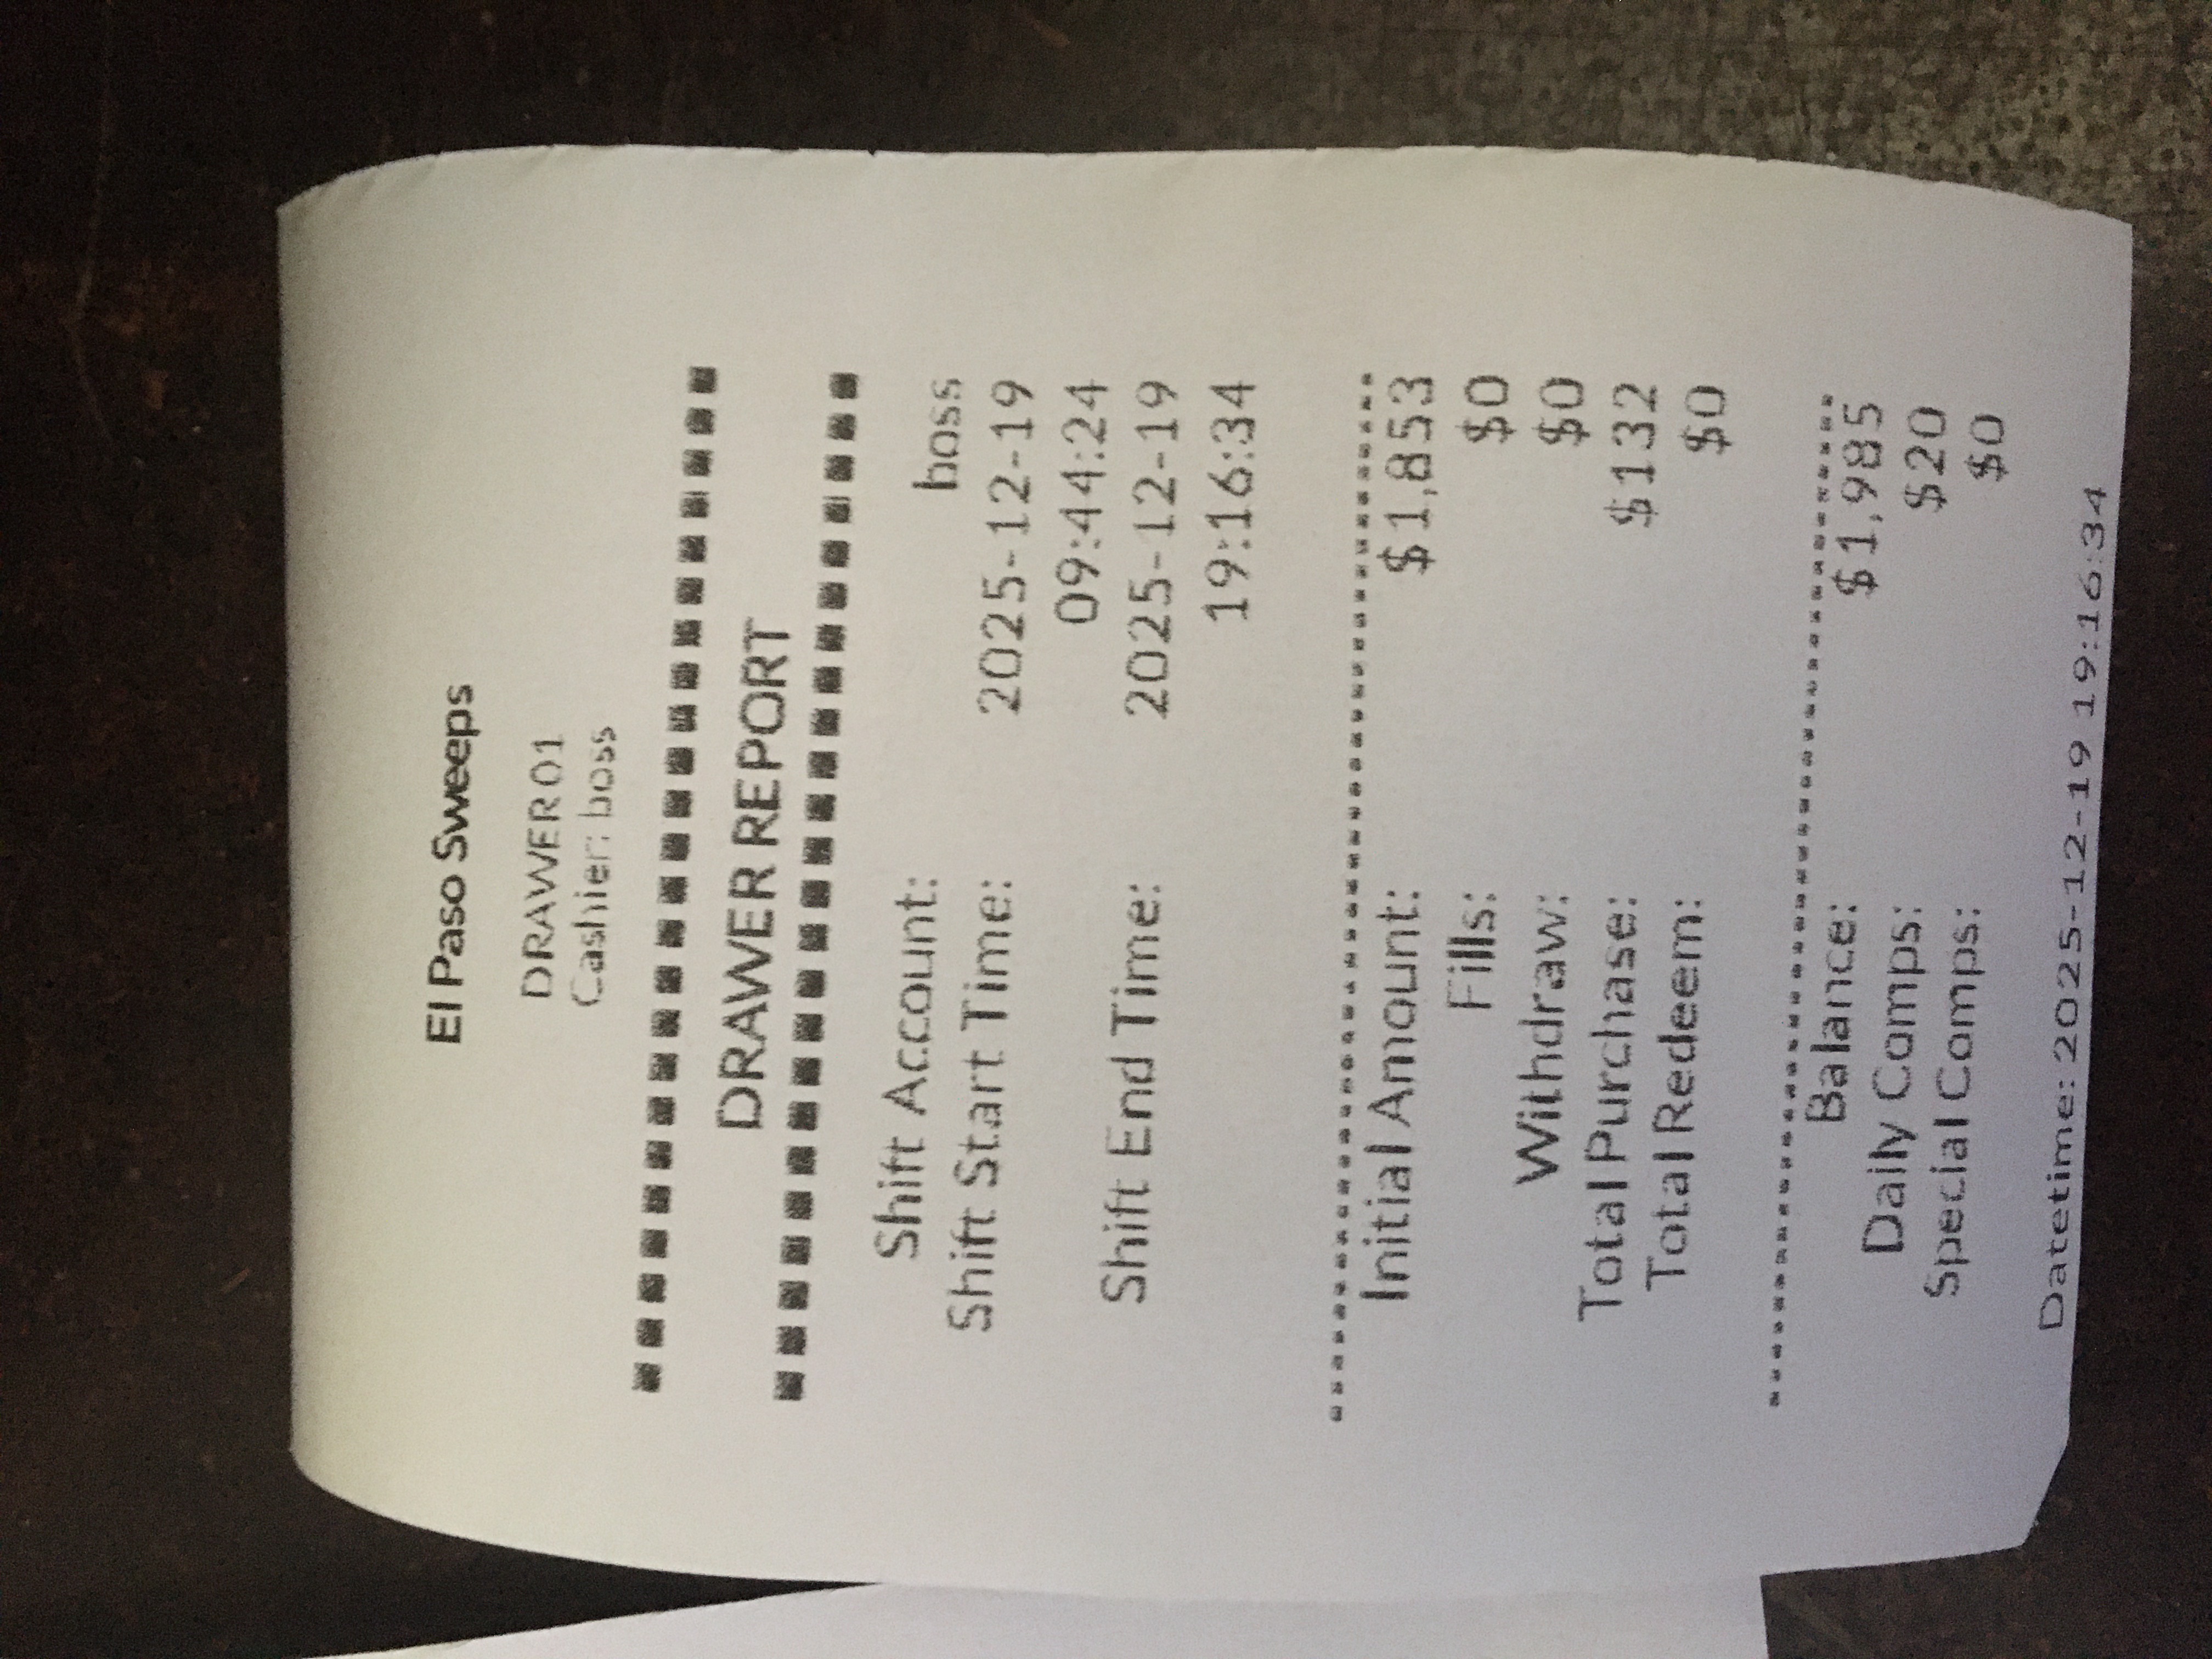 El Paso Sweeps
DRAWER01
Cashier: boss
DRAWER REPORT
Shift Account: boss
Shift Start Time: 2025-12-19
09:44:24
Shift End Time: 2025-12-19
19:16:34
Initial Amount: $1,853
Fills: $0
Withdraw: $0
Total Purchase: $132
Total Redeem: $0
Balance: $1,985
Daily Comps: $20
Special Comps: $0
Datetime: 2025-12-19 19:16:34